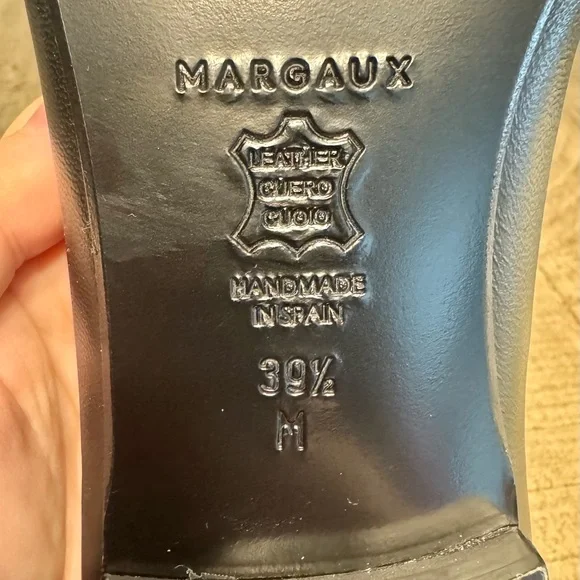 MARGAUX
LEATHER
CUERO
CUOIO
HANDMADE
IN SPAIN
39½
M